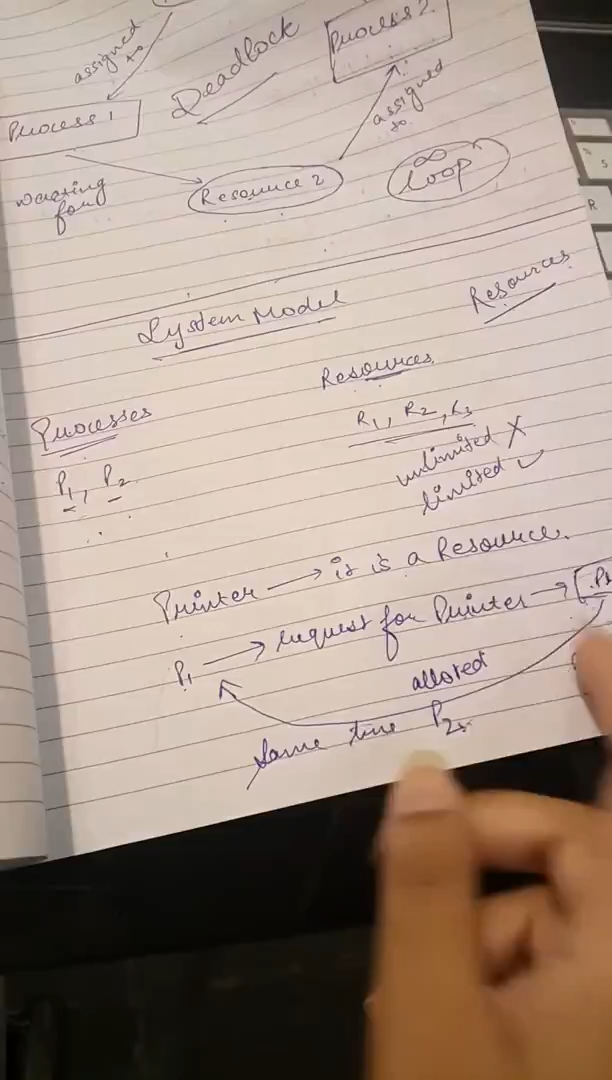 assigned
to
Deadlock
Process 2.
Process 1
assigned
to
waiting
for
Resource 2
∞
loop
System Model
Resources
Processes
Resources
P1, P2
R1, R2, R3
unlimited X
limited ✓
Printer → it is a Resource.
P1 → request for Printer →
alloted
Same time P2